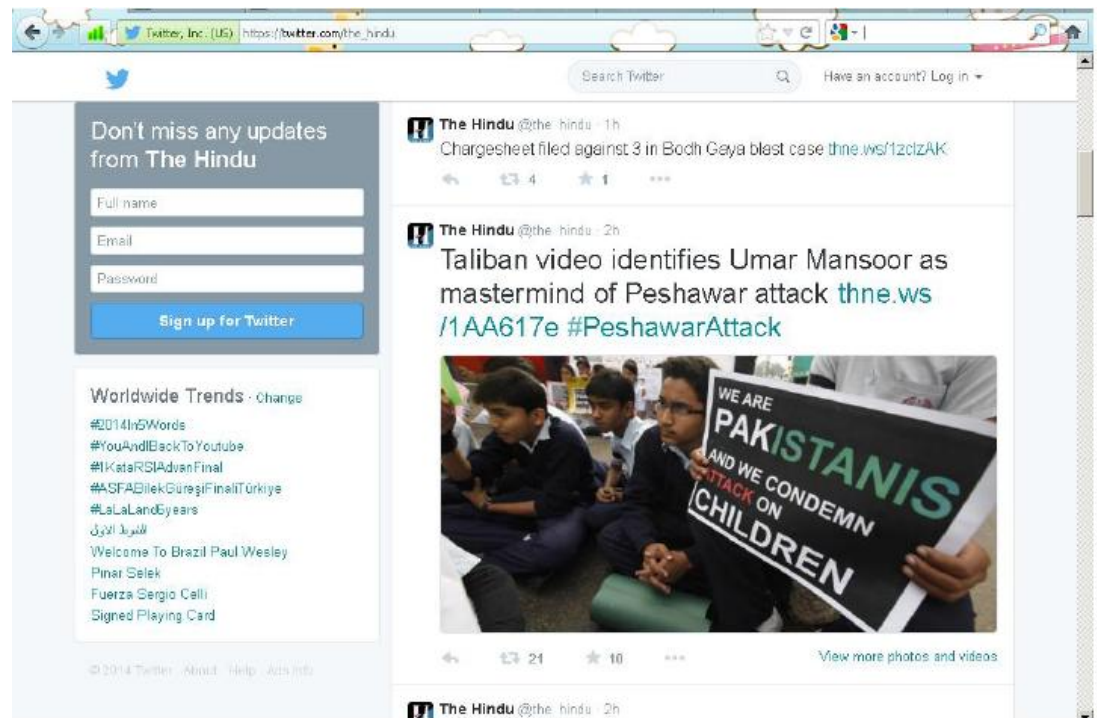 Twitter, Inc. (US) https://twitter.com/the_hindu
Search Twitter
Have an account? Log in
Don't miss any updates
from The Hindu
Full name
Email
Password
Sign up for Twitter
Worldwide Trends · Change
#2014In5Words
#YouAndIBackToYoutube
#1KataRSIAdvanFinal
#ASFABilekGüreşiFinaliTürkiye
#LaLaLand6years
Welcome To Brazil Paul Wesley
Pınar Selek
Fuerza Sergio Celli
Signed Playing Card
© 2014 Twitter About Help Ads info
The Hindu @the_hindu · 1h
Chargesheet filed against 3 in Bodh Gaya blast case thne.ws/1zclzAK
4 1
The Hindu @the_hindu · 2h
Taliban video identifies Umar Mansoor as
mastermind of Peshawar attack thne.ws
/1AA617e #PeshawarAttack
WE ARE
PAKISTANIS
AND WE CONDEMN
ATTACK ON
CHILDREN
21 10
View more photos and videos
The Hindu @the_hindu · 2h